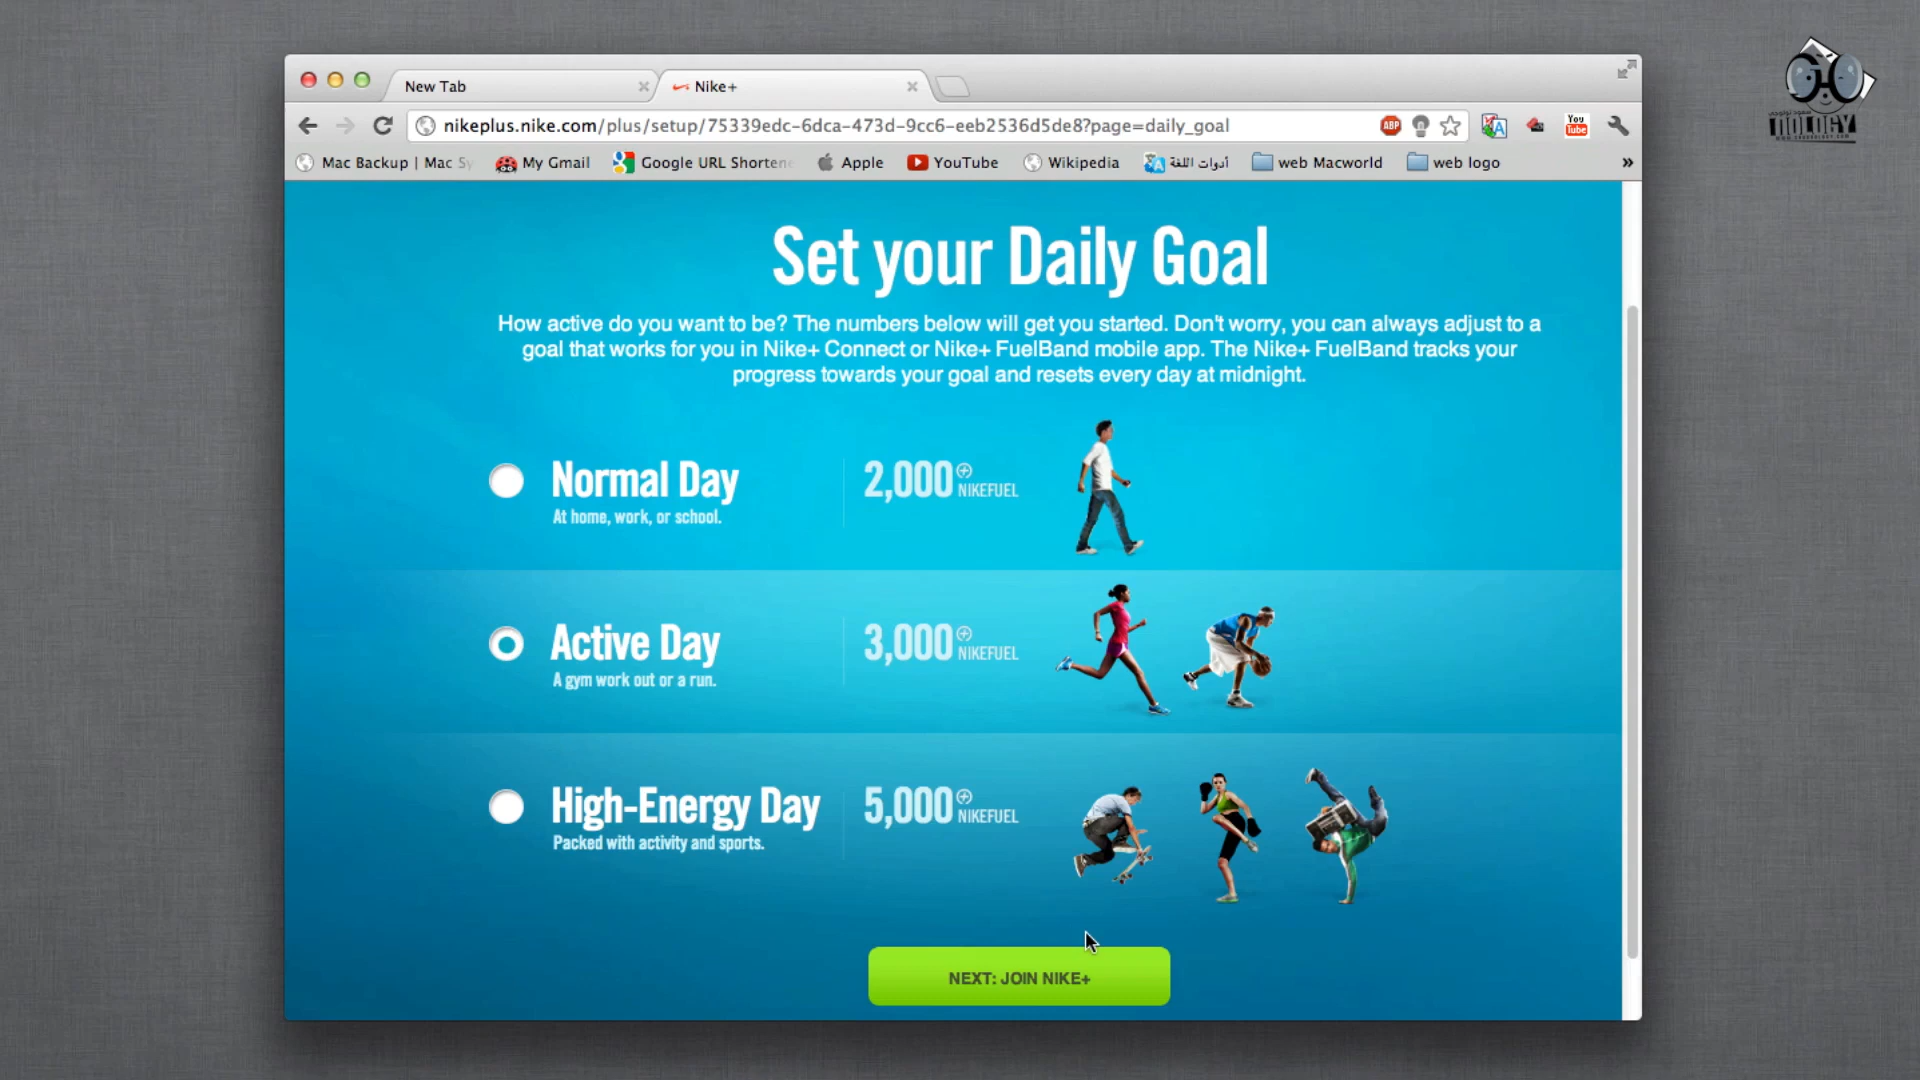 New Tab
Nike+
nikeplus.nike.com/plus/setup/75339edc-6dca-473d-9cc6-eeb2536d5de8?page=daily_goal
ABP
You
Tube
Mac Backup | Mac Sy
My Gmail
Google URL Shortene
Apple
YouTube
Wikipedia
أدوات اللغة
web Macworld
web logo
»
Set your Daily Goal
How active do you want to be? The numbers below will get you started. Don't worry, you can always adjust to a
goal that works for you in Nike+ Connect or Nike+ FuelBand mobile app. The Nike+ FuelBand tracks your
progress towards your goal and resets every day at midnight.
Normal Day
2,000 NIKEFUEL
At home, work, or school.
Active Day
3,000 NIKEFUEL
A gym work out or a run.
High-Energy Day
5,000 NIKEFUEL
Packed with activity and sports.
NEXT: JOIN NIKE+